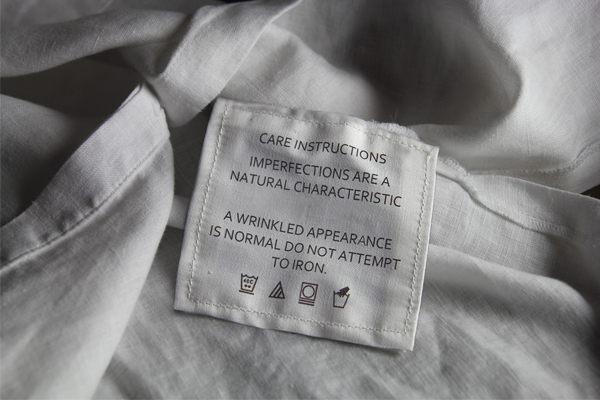 CARE INSTRUCTIONS
IMPERFECTIONS ARE A
NATURAL CHARACTERISTIC
A WRINKLED APPEARANCE
IS NORMAL DO NOT ATTEMPT
TO IRON.